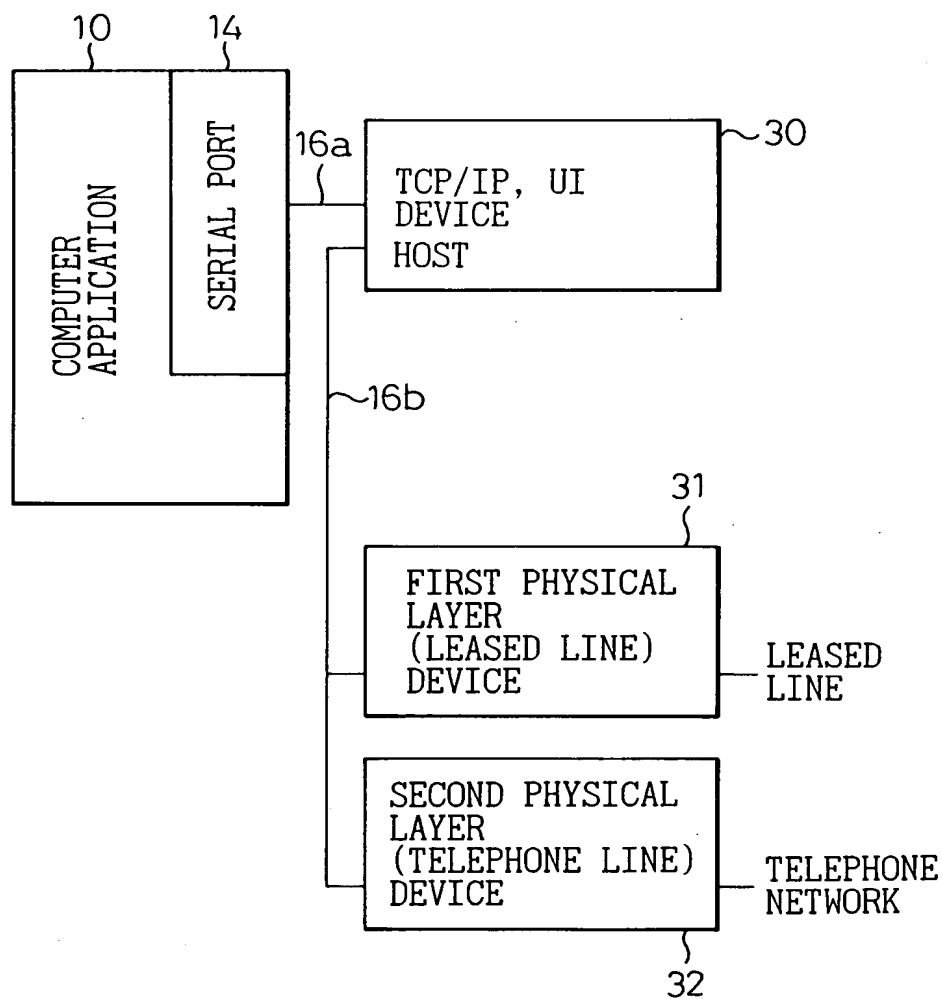 10
14
COMPUTER
APPLICATION
SERIAL PORT
16a
30
TCP/IP, UI
DEVICE
HOST
16b
31
FIRST PHYSICAL
LAYER
(LEASED LINE)
DEVICE
LEASED
LINE
SECOND PHYSICAL
LAYER
(TELEPHONE LINE)
DEVICE
TELEPHONE
NETWORK
32